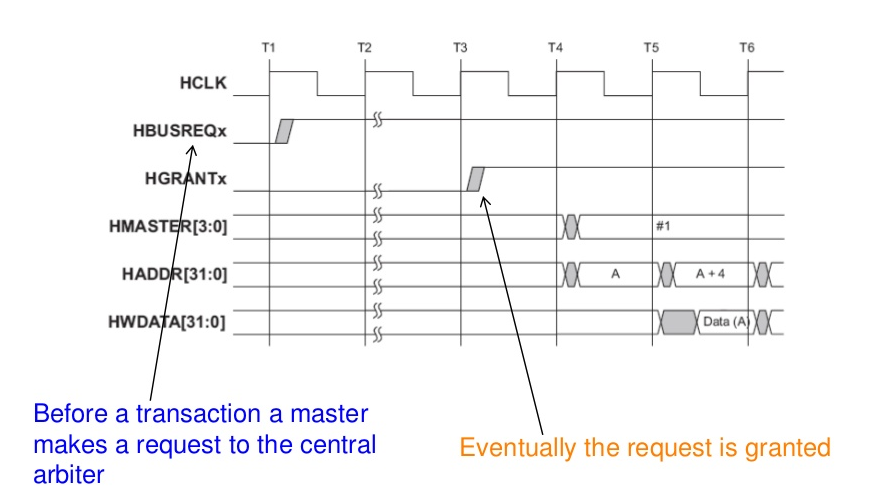 T1 T2 T3 T4 T5 T6
HCLK
HBUSREQx
HGRANTx
HMASTER[3:0] #1
HADDR[31:0] A A + 4
HWDATA[31:0] Data (A)
Before a transaction a master
makes a request to the central
arbiter
Eventually the request is granted